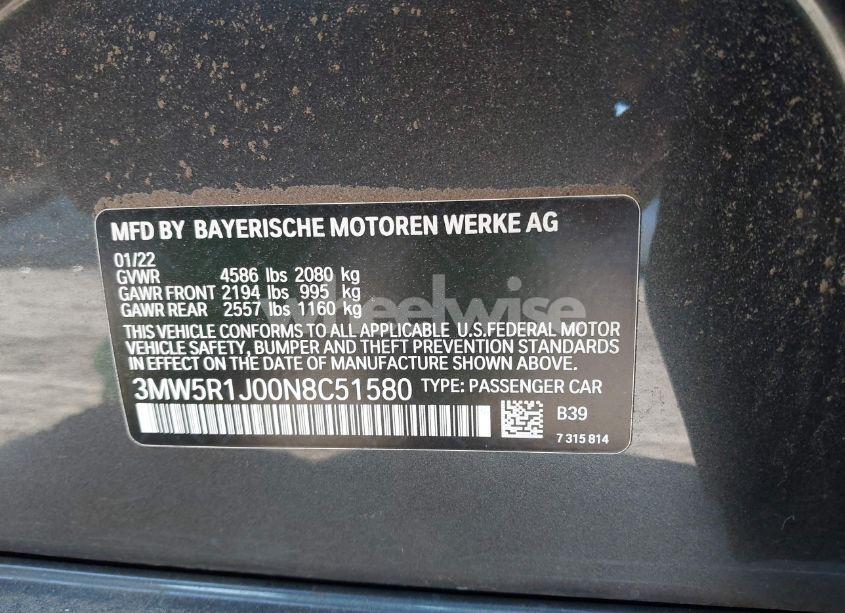 MFD BY BAYERISCHE MOTOREN WERKE AG
01/22
GVWR 4586 lbs 2080 kg
GAWR FRONT 2194 lbs 995 kg
GAWR REAR 2557 lbs 1160 kg
wheelwise
THIS VEHICLE CONFORMS TO ALL APPLICABLE U.S.FEDERAL MOTOR
VEHICLE SAFETY, BUMPER AND THEFT PREVENTION STANDARDS
IN EFFECT ON THE DATE OF MANUFACTURE SHOWN ABOVE.
3MW5R1J00N8C51580 TYPE: PASSENGER CAR
B39
7 315 814